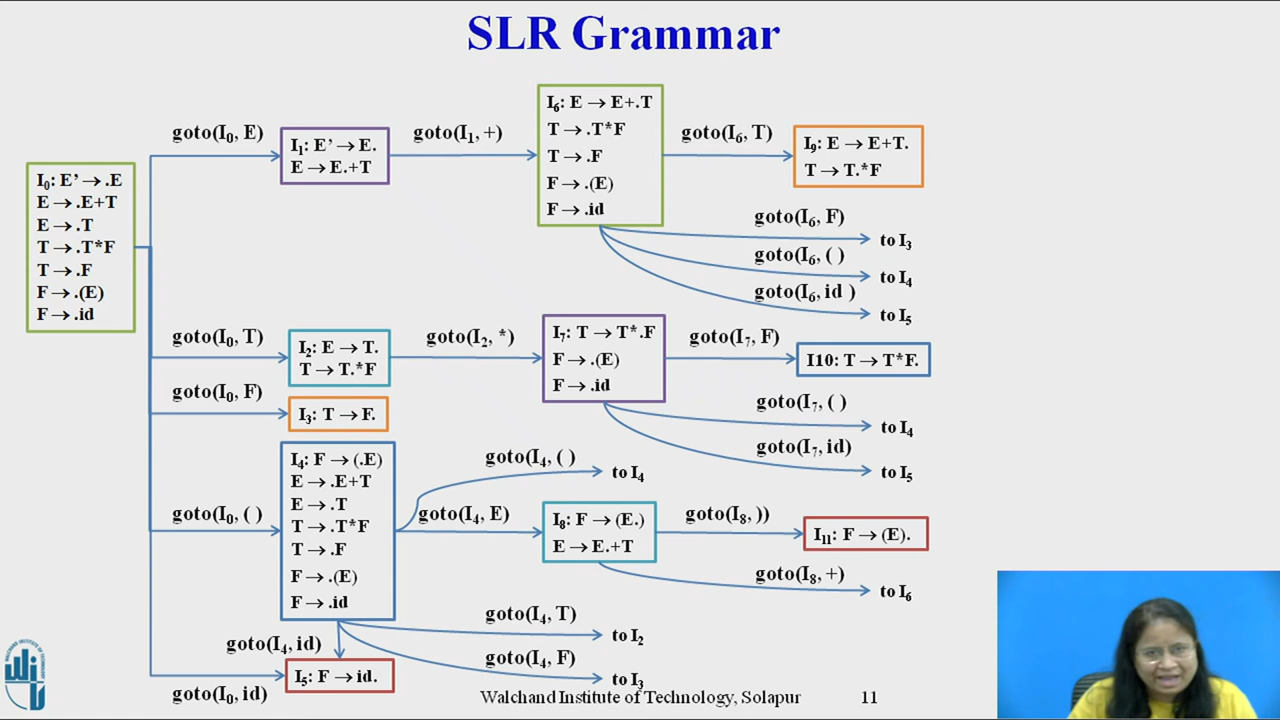 SLR Grammar
I0: E' → .E
E → .E+T
E → .T
T → .T*F
T → .F
F → .(E)
F → .id
goto(I0, E)
I1: E' → E.
E → E.+T
goto(I1, +)
I6: E → E+.T
T → .T*F
T → .F
F → .(E)
F → .id
goto(I6, T)
I9: E → E+T.
T → T.*F
goto(I6, F)
to I3
goto(I6, ( )
to I4
goto(I6, id )
to I5
goto(I0, T)
I2: E → T.
T → T.*F
goto(I2, *)
I7: T → T*.F
F → .(E)
F → .id
goto(I7, F)
I10: T → T*F.
goto(I7, ( )
to I4
goto(I7, id)
to I5
goto(I0, F)
I3: T → F.
goto(I0, ( )
I4: F → (.E)
E → .E+T
E → .T
T → .T*F
T → .F
F → .(E)
F → .id
goto(I4, ( )
to I4
goto(I4, E)
I8: F → (E.)
E → E.+T
goto(I8, ))
I11: F → (E).
goto(I8, +)
to I6
goto(I4, T)
to I2
goto(I4, F)
to I3
goto(I4, id)
I5: F → id.
goto(I0, id)
Walchand Institute of Technology, Solapur
11